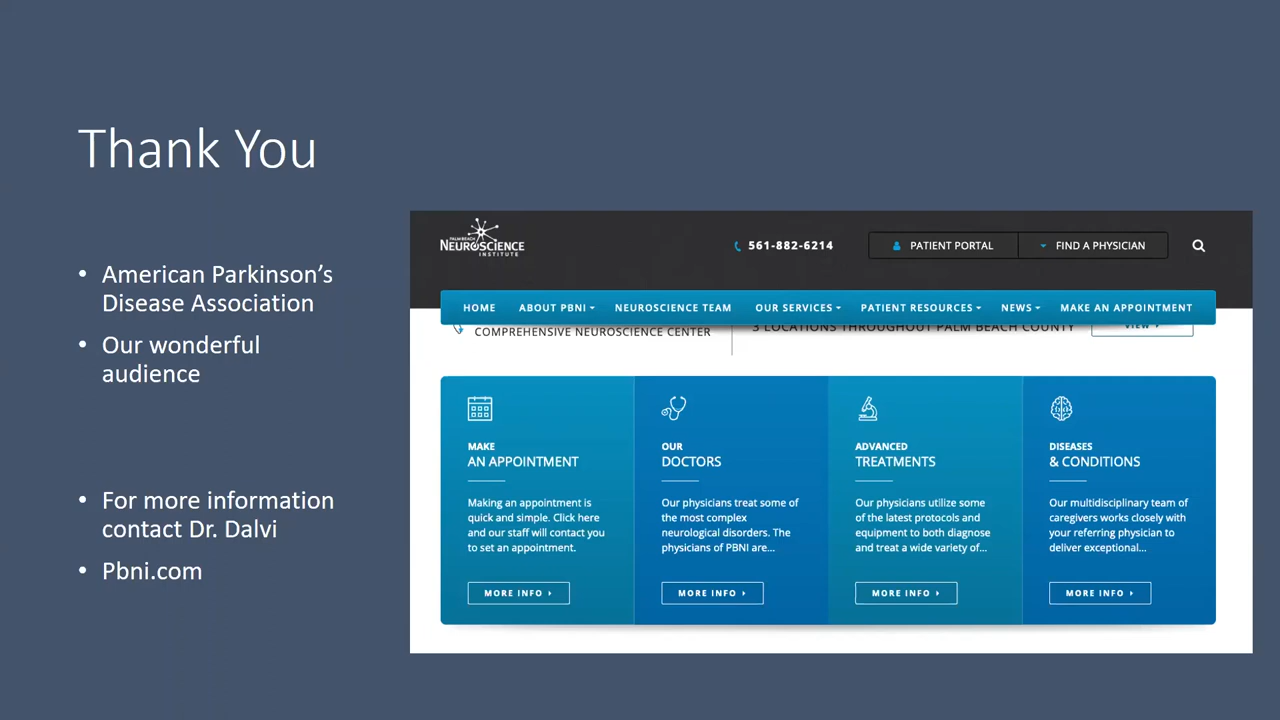 Thank You
• American Parkinson's
Disease Association
• Our wonderful
audience
• For more information
contact Dr. Dalvi
• Pbni.com
PALM BEACH
NEUROSCIENCE
INSTITUTE
561-882-6214
PATIENT PORTAL
FIND A PHYSICIAN
HOME
ABOUT PBNI
NEUROSCIENCE TEAM
OUR SERVICES
PATIENT RESOURCES
NEWS
MAKE AN APPOINTMENT
COMPREHENSIVE NEUROSCIENCE CENTER
3 LOCATIONS THROUGHOUT PALM BEACH COUNTY
VIEW
MAKE
AN APPOINTMENT
Making an appointment is
quick and simple. Click here
and our staff will contact you
to set an appointment.
MORE INFO
OUR
DOCTORS
Our physicians treat some of
the most complex
neurological disorders. The
physicians of PBNI are...
MORE INFO
ADVANCED
TREATMENTS
Our physicians utilize some
of the latest protocols and
equipment to both diagnose
and treat a wide variety of...
MORE INFO
DISEASES
& CONDITIONS
Our multidisciplinary team of
caregivers works closely with
your referring physician to
deliver exceptional...
MORE INFO